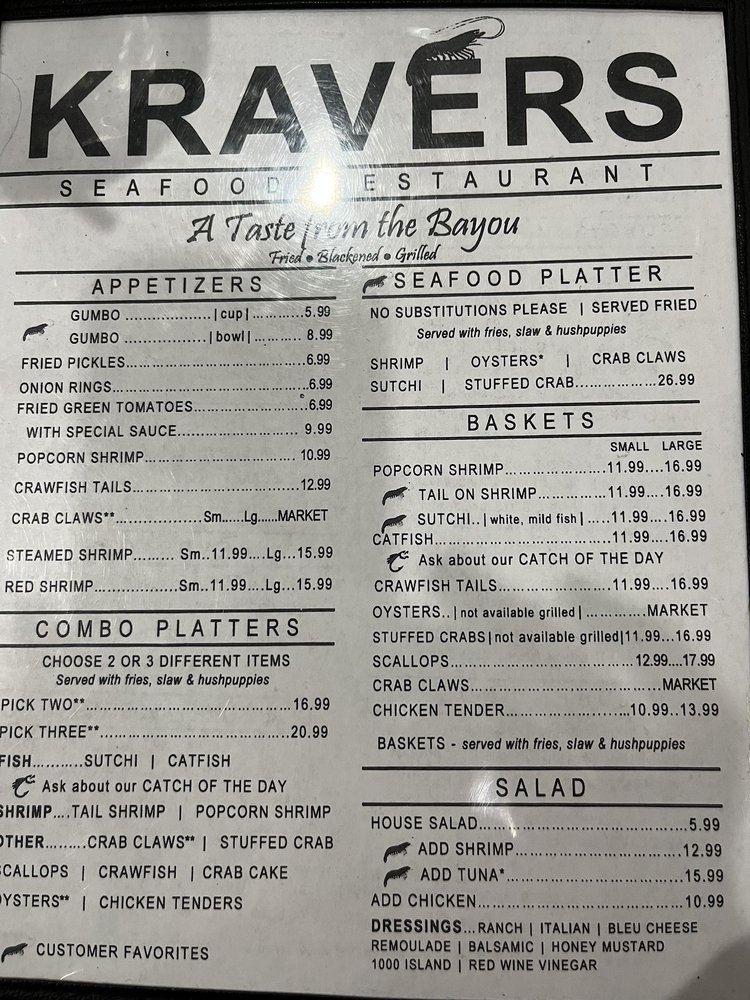 KRAVERS
SEAFOOD RESTAURANT
A Taste from the Bayou
Fried • Blackened • Grilled
APPETIZERS
GUMBO .................|cup|...........5.99
GUMBO .................|bowl|.......... 8.99
FRIED PICKLES.......................................6.99
ONION RINGS.........................................6.99
FRIED GREEN TOMATOES.........................6.99
WITH SPECIAL SAUCE.......................... 9.99
POPCORN SHRIMP................................ 10.99
CRAWFISH TAILS....................................12.99
CRAB CLAWS**..................Sm......Lg......MARKET
STEAMED SHRIMP......... Sm..11.99....Lg...15.99
RED SHRIMP.................Sm..11.99....Lg...15.99
COMBO PLATTERS
CHOOSE 2 OR 3 DIFFERENT ITEMS
Served with fries, slaw & hushpuppies
PICK TWO**............................................16.99
PICK THREE**.........................................20.99
FISH..........SUTCHI | CATFISH
Ask about our CATCH OF THE DAY
SHRIMP....TAIL SHRIMP | POPCORN SHRIMP
OTHER........CRAB CLAWS** | STUFFED CRAB
SCALLOPS | CRAWFISH | CRAB CAKE
OYSTERS** | CHICKEN TENDERS
CUSTOMER FAVORITES
SEAFOOD PLATTER
NO SUBSTITUTIONS PLEASE | SERVED FRIED
Served with fries, slaw & hushpuppies
SHRIMP | OYSTERS* | CRAB CLAWS
SUTCHI | STUFFED CRAB................26.99
BASKETS
SMALL LARGE
POPCORN SHRIMP.....................11.99....16.99
TAIL ON SHRIMP..............11.99....16.99
SUTCHI..|white, mild fish|.....11.99....16.99
CATFISH.....................................11.99....16.99
Ask about our CATCH OF THE DAY
CRAWFISH TAILS.......................11.99....16.99
OYSTERS..|not available grilled|............MARKET
STUFFED CRABS|not available grilled|11.99...16.99
SCALLOPS..................................12.99....17.99
CRAB CLAWS.....................................MARKET
CHICKEN TENDER........................10.99..13.99
BASKETS - served with fries, slaw & hushpuppies
SALAD
HOUSE SALAD.........................................5.99
ADD SHRIMP...................................12.99
ADD TUNA*.....................................15.99
ADD CHICKEN........................................10.99
DRESSINGS...RANCH | ITALIAN | BLEU CHEESE
REMOULADE | BALSAMIC | HONEY MUSTARD
1000 ISLAND | RED WINE VINEGAR